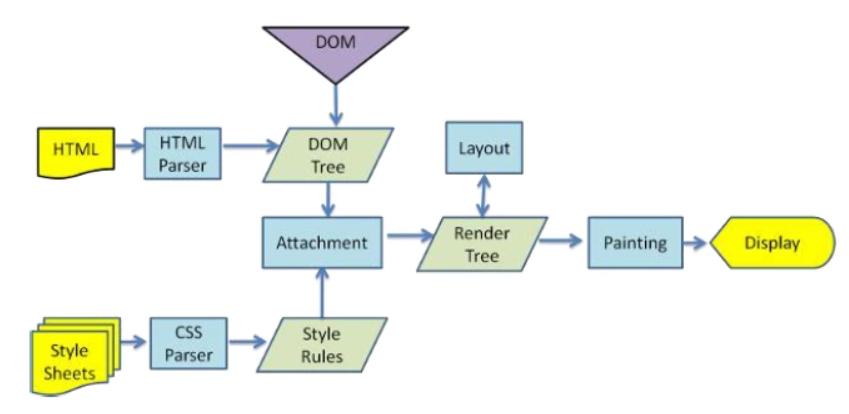 DOM
HTML
HTML
Parser
DOM
Tree
Layout
Attachment
Render
Tree
Painting
Display
Style
Sheets
CSS
Parser
Style
Rules